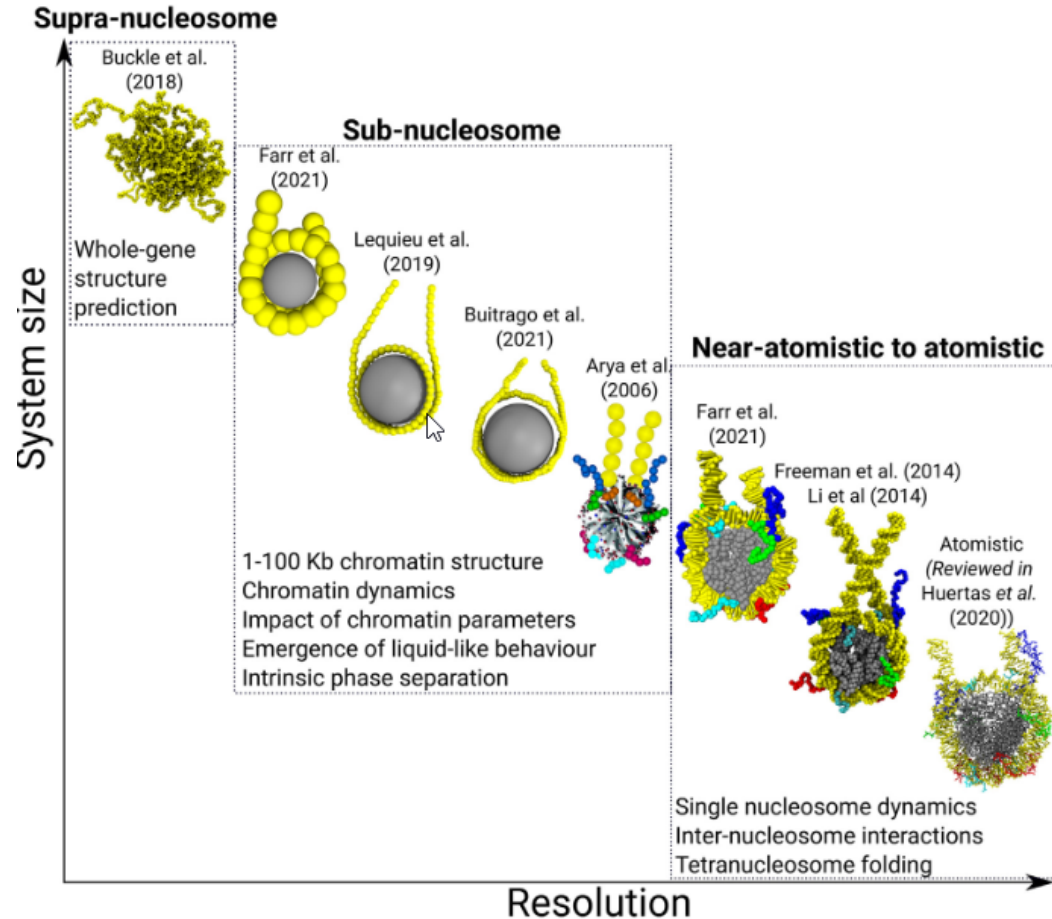 Supra-nucleosome
Buckle et al.
(2018)
Whole-gene
structure
prediction
Sub-nucleosome
Farr et al.
(2021)
Lequieu et al.
(2019)
Buitrago et al.
(2021)
Arya et al.
(2006)
1-100 Kb chromatin structure
Chromatin dynamics
Impact of chromatin parameters
Emergence of liquid-like behaviour
Intrinsic phase separation
Near-atomistic to atomistic
Farr et al.
(2021)
Freeman et al. (2014)
Li et al (2014)
Atomistic
(Reviewed in
Huertas et al.
(2020))
Single nucleosome dynamics
Inter-nucleosome interactions
Tetranucleosome folding
System size
Resolution